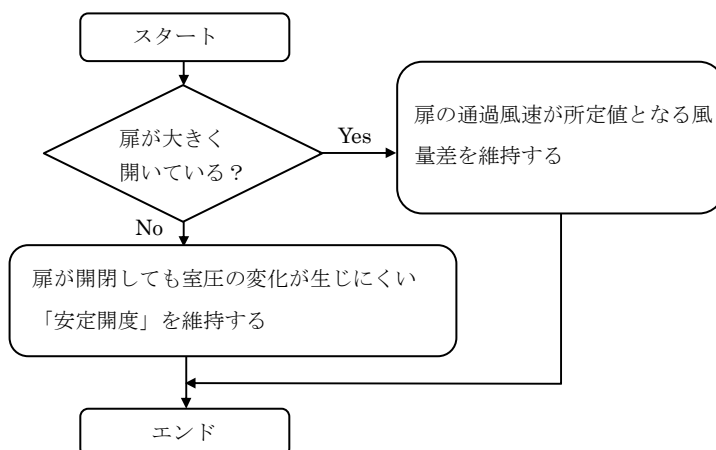 スタート
扉が大きく
開いている？
Yes
扉の通過風速が所定値となる風
量差を維持する
No
扉が開閉しても室圧の変化が生じにくい
「安定開度」を維持する
エンド